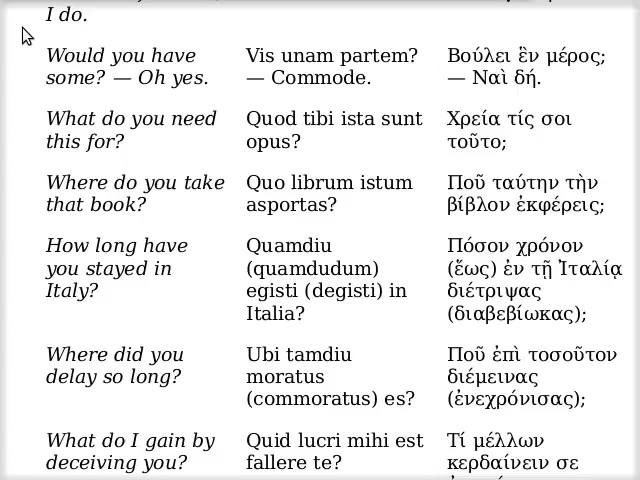 I do.
Would you have
some? — Oh yes.
Vis unam partem?
— Commode.
Βούλει ἓν μέρος;
— Ναὶ δή.
What do you need
this for?
Quod tibi ista sunt
opus?
Χρεία τίς σοι
τοῦτο;
Where do you take
that book?
Quo librum istum
asportas?
Ποῦ ταύτην τὴν
βίβλον ἐκφέρεις;
How long have
you stayed in
Italy?
Quamdiu
(quamdudum)
egisti (degisti) in
Italia?
Πόσον χρόνον
(ἕως) ἐν τῇ Ἰταλίᾳ
διέτριψας
(διαβεβίωκας);
Where did you
delay so long?
Ubi tamdiu
moratus
(commoratus) es?
Ποῦ ἐπὶ τοσοῦτον
διέμεινας
(ἐνεχρόνισας);
What do I gain by
deceiving you?
Quid lucri mihi est
fallere te?
Τί μέλλων
κερδαίνειν σε